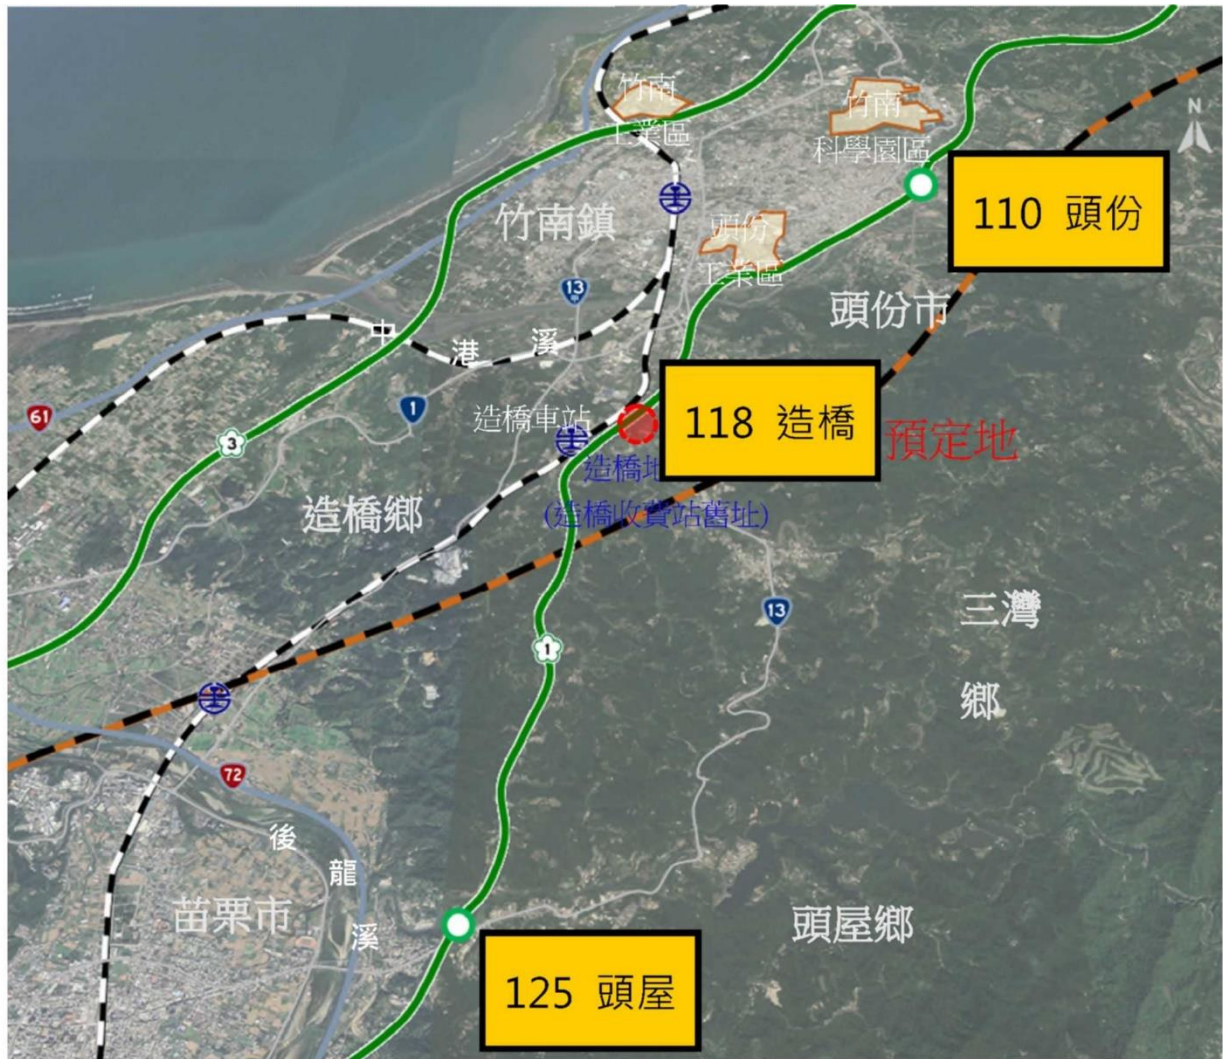 N
竹南
工業區
竹南
科學園區
110 頭份
竹南鎮
頭份
工業區
13
甲
頭份市
中
港
溪
61
1
3
造橋車站
118 造橋
預定地
造橋地
(造橋收費站舊址)
造橋鄉
13
三灣
鄉
1
72
後
龍
溪
苗栗市
頭屋鄉
125 頭屋